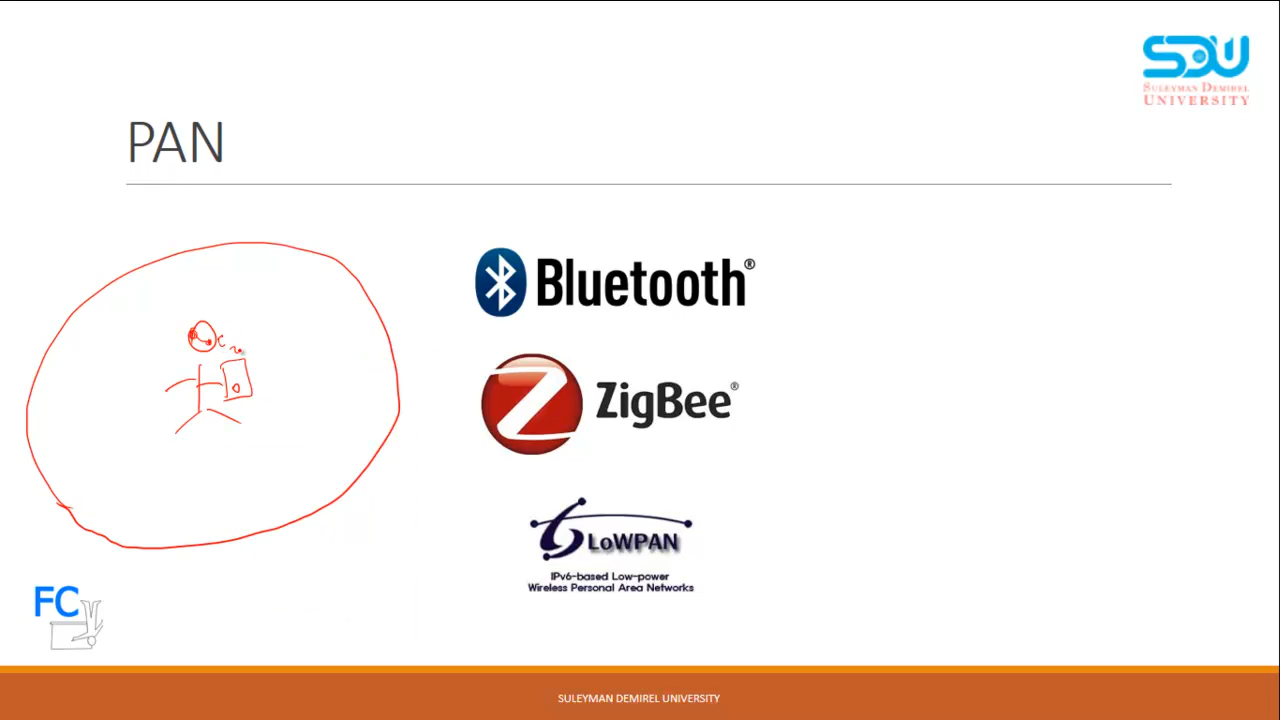 SDU
SULEYMAN DEMIREL
UNIVERSITY
PAN
Bluetooth®
ZigBee®
6LoWPAN
IPv6-based Low-power
Wireless Personal Area Networks
FC
SULEYMAN DEMIREL UNIVERSITY